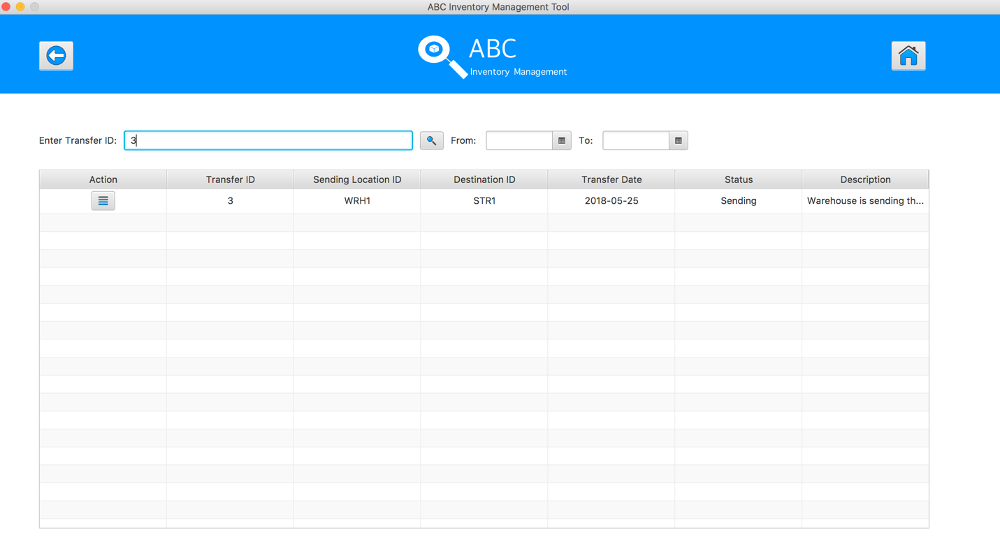 ABC Inventory Management Tool
ABC
Inventory Management
Enter Transfer ID: 3 From: To:
Action Transfer ID Sending Location ID Destination ID Transfer Date Status Description
3 WRH1 STR1 2018-05-25 Sending Warehouse is sending th...